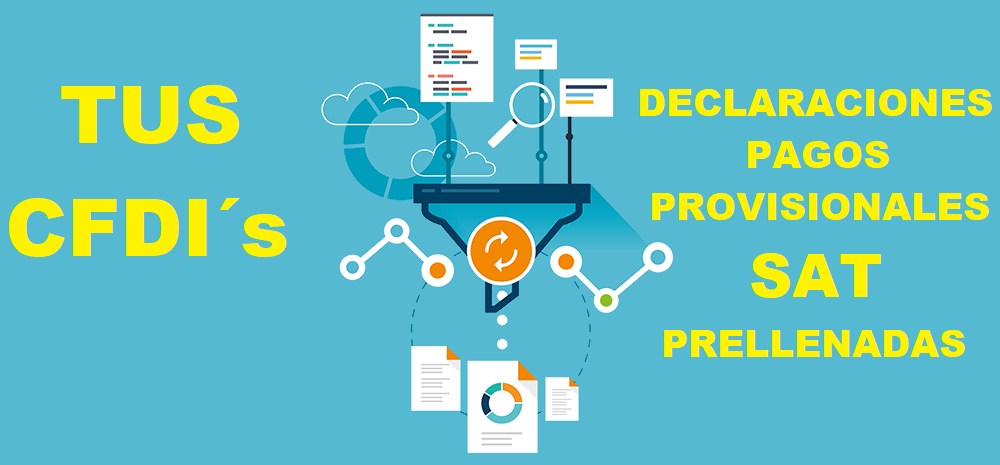 TUS
CFDI´s
DECLARACIONES
PAGOS
PROVISIONALES
SAT
PRELLENADAS